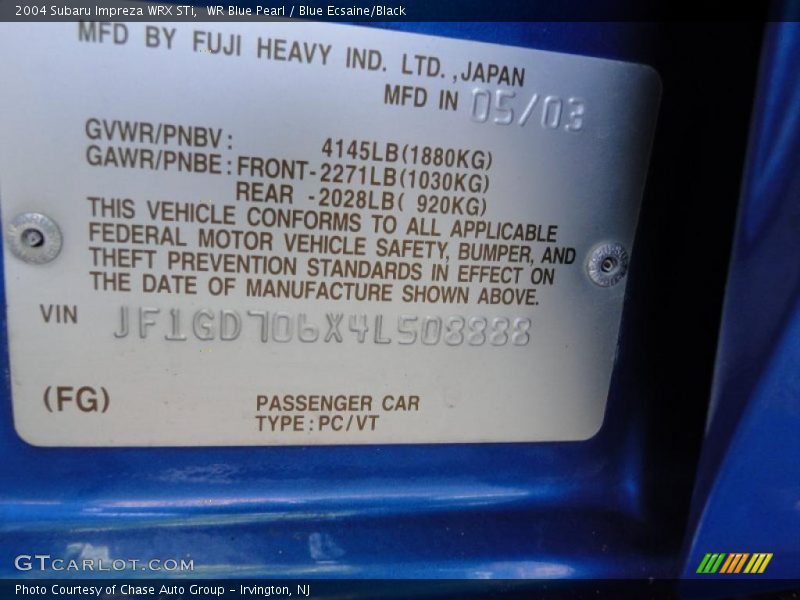 2004 Subaru Impreza WRX STi,  WR Blue Pearl / Blue Ecsaine/Black
MFD BY FUJI HEAVY IND. LTD.,JAPAN
MFD IN 05/03
GVWR/PNBV: 4145LB(1880KG)
GAWR/PNBE:FRONT-2271LB(1030KG)
REAR -2028LB( 920KG)
THIS VEHICLE CONFORMS TO ALL APPLICABLE
FEDERAL MOTOR VEHICLE SAFETY, BUMPER, AND
THEFT PREVENTION STANDARDS IN EFFECT ON
THE DATE OF MANUFACTURE SHOWN ABOVE.
VIN JF1GD706X4L508888
(FG) PASSENGER CAR
TYPE:PC/VT
GTCARLOT.COM
Photo Courtesy of Chase Auto Group - Irvington, NJ